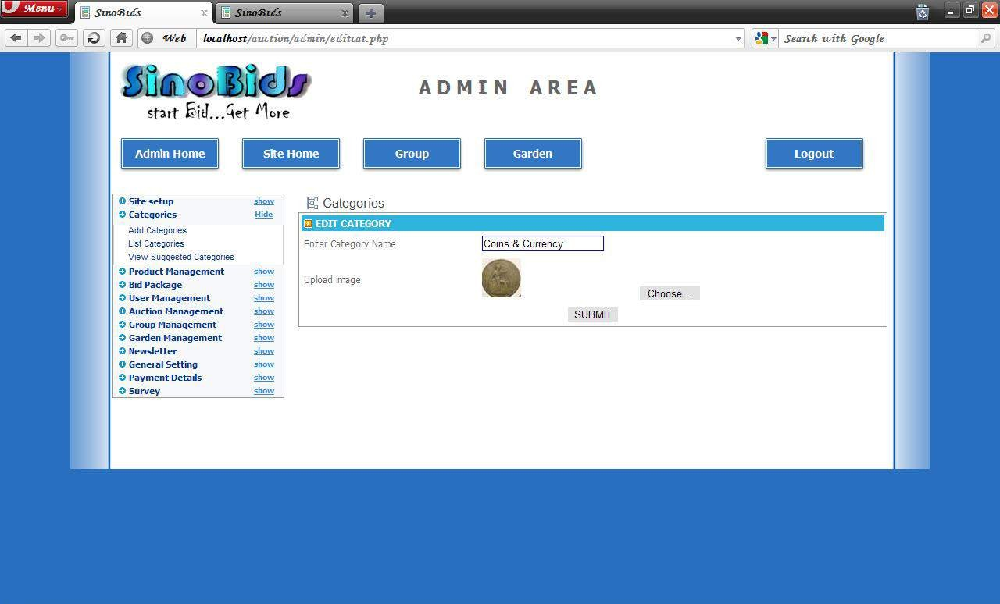 Menu
SinoBids
SinoBids
Web
localhost/auction/admin/editcat.php
Search with Google
SinoBids
start Bid...Get More
ADMIN AREA
Admin Home
Site Home
Group
Garden
Logout
Site setup show
Categories Hide
Add Categories
List Categories
View Suggested Categories
Product Management show
Bid Package show
User Management show
Auction Management show
Group Management show
Garden Management show
Newsletter show
General Setting show
Payment Details show
Survey show
Categories
EDIT CATEGORY
Enter Category Name Coins & Currency
Upload image
Choose...
SUBMIT